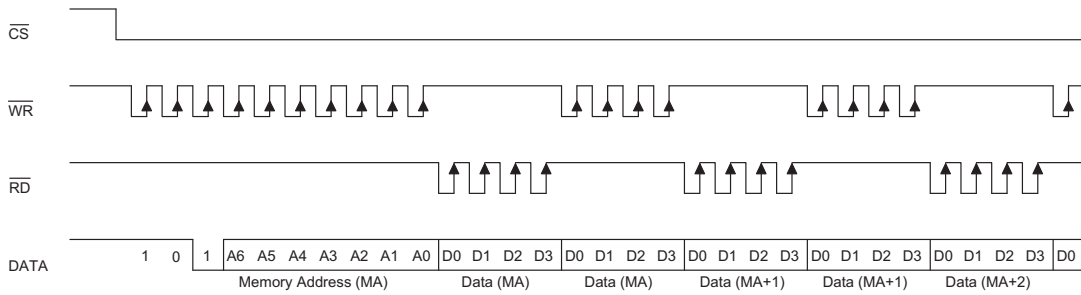 CS
WR
RD
DATA 1 0 1 A6 A5 A4 A3 A2 A1 A0 D0 D1 D2 D3 D0 D1 D2 D3 D0 D1 D2 D3 D0 D1 D2 D3 D0 D1 D2 D3 D0
Memory Address (MA) Data (MA) Data (MA) Data (MA+1) Data (MA+1) Data (MA+2)